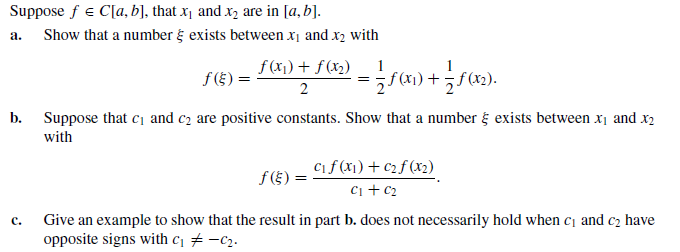 Suppose f ∈ C[a, b], that x₁ and x₂ are in [a, b].
a. Show that a number ξ exists between x₁ and x₂ with
f(ξ) = (f(x₁) + f(x₂))/2 = 1/2 f(x₁) + 1/2 f(x₂).
b. Suppose that c₁ and c₂ are positive constants. Show that a number ξ exists between x₁ and x₂
with
f(ξ) = (c₁f(x₁) + c₂f(x₂))/(c₁ + c₂).
c. Give an example to show that the result in part b. does not necessarily hold when c₁ and c₂ have
opposite signs with c₁ ≠ −c₂.